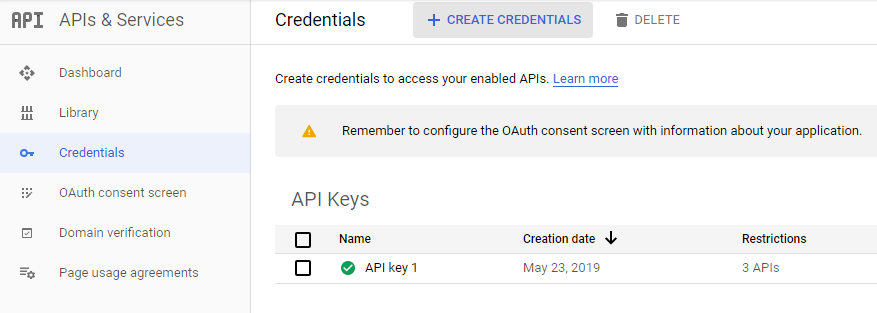 API APIs & Services
Credentials
+ CREATE CREDENTIALS
DELETE
Dashboard
Library
Credentials
OAuth consent screen
Domain verification
Page usage agreements
Create credentials to access your enabled APIs. Learn more
Remember to configure the OAuth consent screen with information about your application.
API Keys
Name Creation date Restrictions
API key 1 May 23, 2019 3 APIs